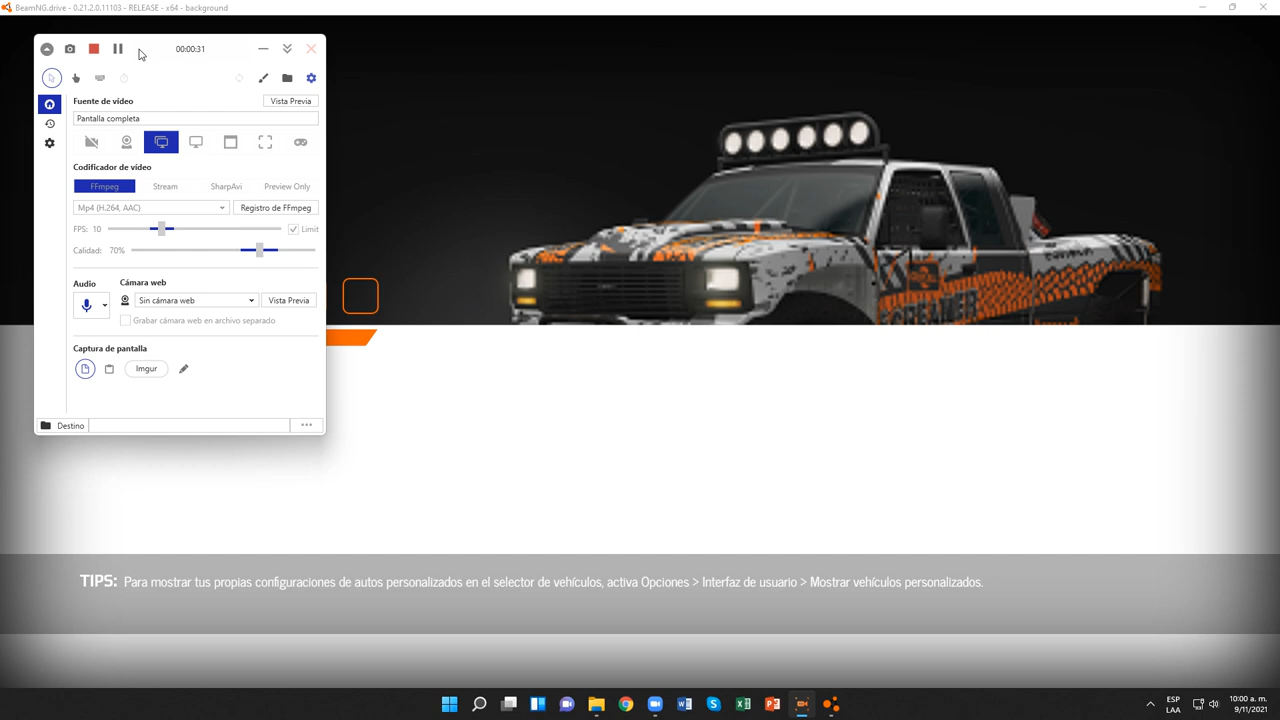 BeamNG.drive - 0.21.2.0.11103 - RELEASE - x64 - background
00:00:31
Fuente de vídeo
Vista Previa
Pantalla completa
Codificador de vídeo
FFmpeg
Stream
SharpAvi
Preview Only
Mp4 (H.264, AAC)
Registro de FFmpeg
FPS: 10
Limit
Calidad: 70%
Audio
Cámara web
Sin cámara web
Vista Previa
Grabar cámara web en archivo separado
Captura de pantalla
Imgur
Destino
TIPS: Para mostrar tus propias configuraciones de autos personalizados en el selector de vehículos, activa Opciones > Interfaz de usuario > Mostrar vehículos personalizados.
ESP
LAA
10:00 a. m.
9/11/2021